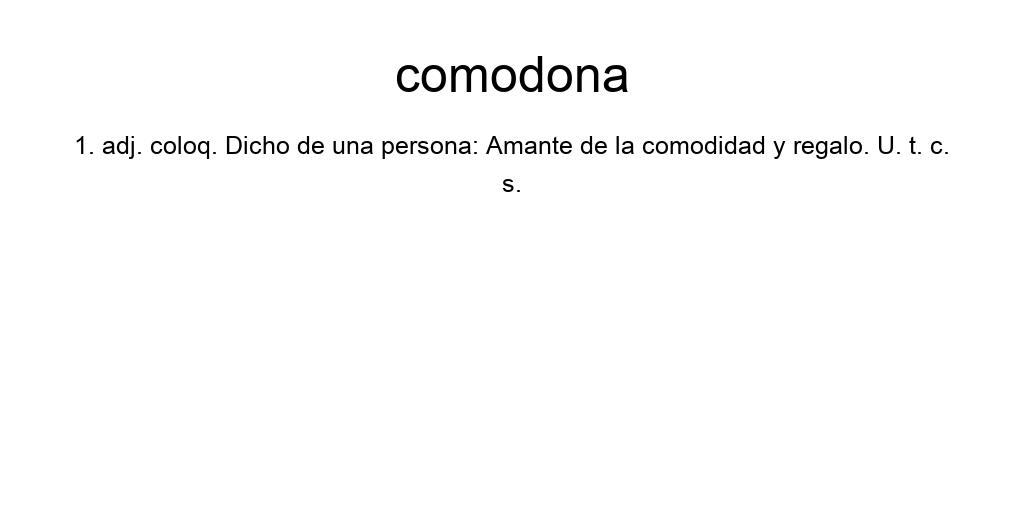 comodona
1. adj. coloq. Dicho de una persona: Amante de la comodidad y regalo. U. t. c.
s.